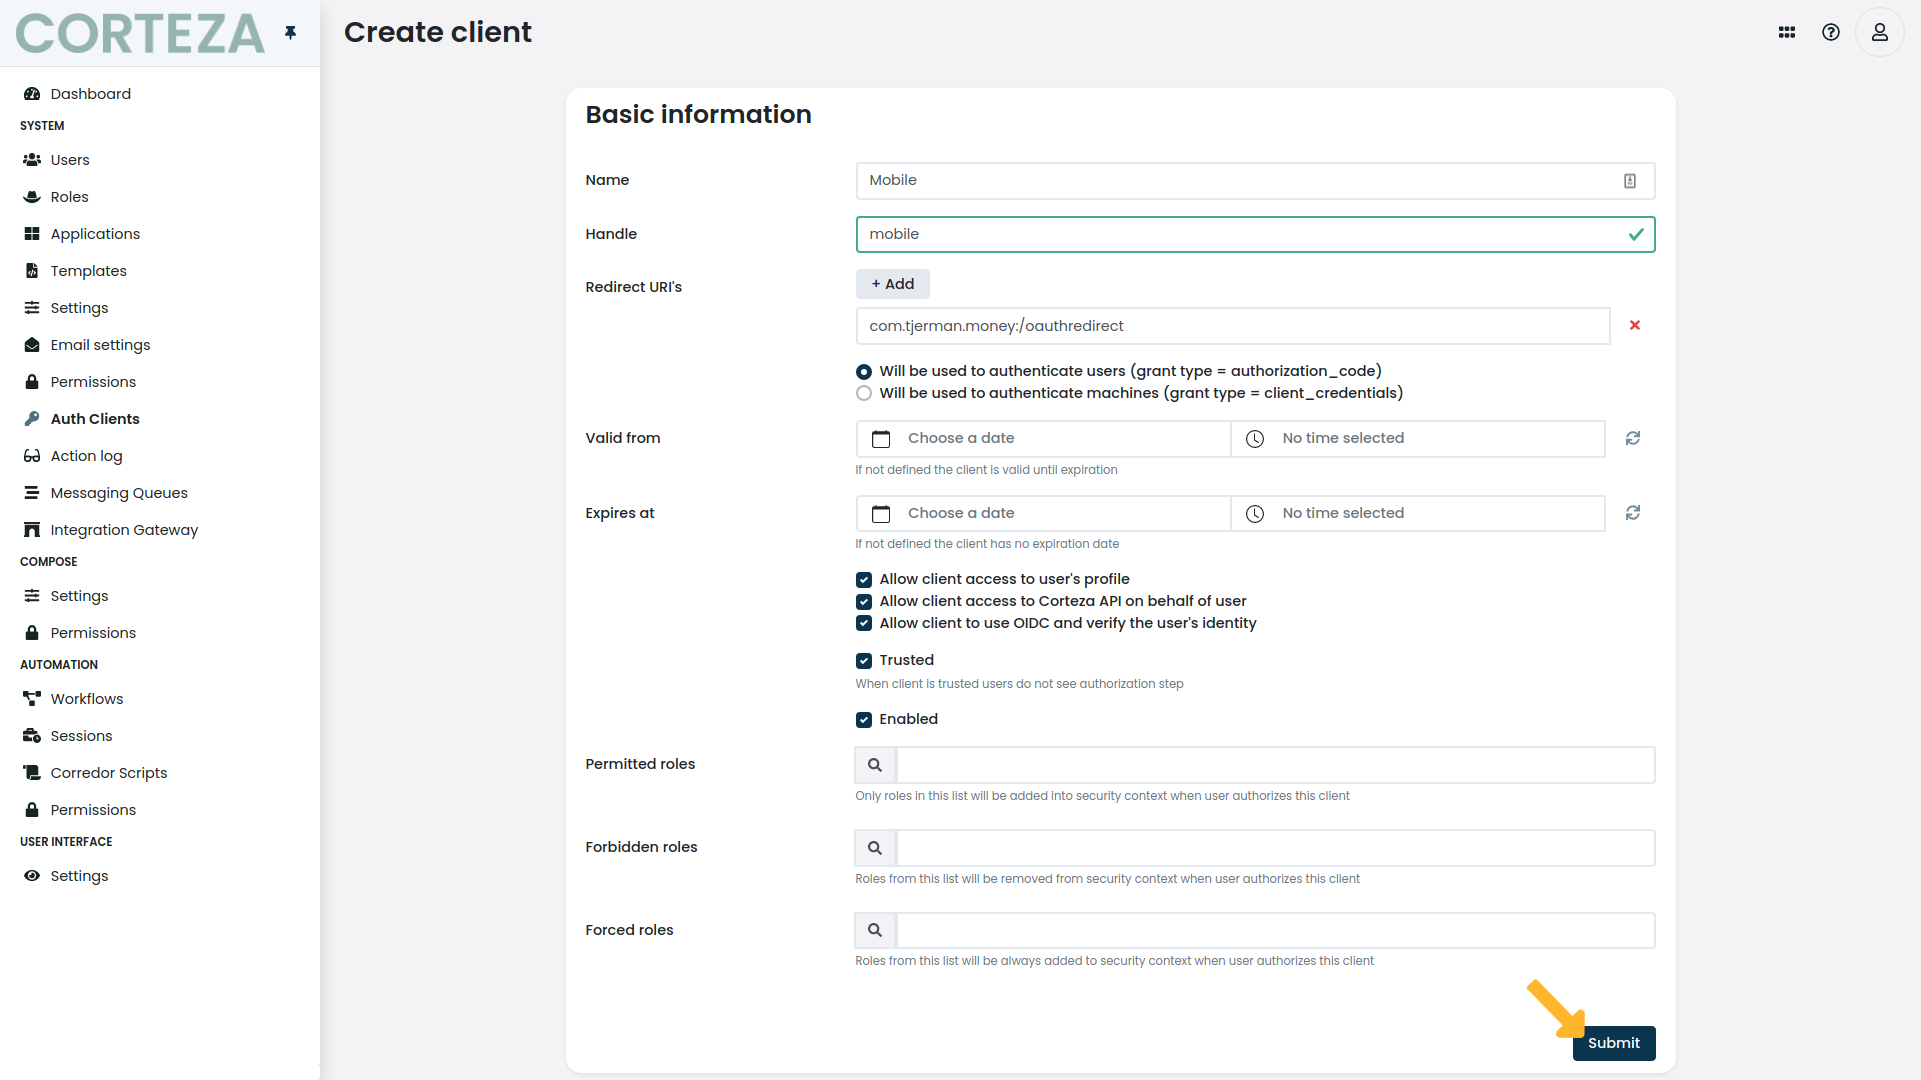 CORTEZA
Create client
Dashboard
SYSTEM
Users
Roles
Applications
Templates
Settings
Email settings
Permissions
Auth Clients
Action log
Messaging Queues
Integration Gateway
COMPOSE
Settings
Permissions
AUTOMATION
Workflows
Sessions
Corredor Scripts
Permissions
USER INTERFACE
Settings
Basic information
Name
Mobile
Handle
mobile
Redirect URI's
+ Add
com.tjerman.money:/oauthredirect
Will be used to authenticate users (grant type = authorization_code)
Will be used to authenticate machines (grant type = client_credentials)
Valid from
Choose a date
No time selected
If not defined the client is valid until expiration
Expires at
Choose a date
No time selected
If not defined the client has no expiration date
Allow client access to user's profile
Allow client access to Corteza API on behalf of user
Allow client to use OIDC and verify the user's identity
Trusted
When client is trusted users do not see authorization step
Enabled
Permitted roles
Only roles in this list will be added into security context when user authorizes this client
Forbidden roles
Roles from this list will be removed from security context when user authorizes this client
Forced roles
Roles from this list will be always added to security context when user authorizes this client
Submit